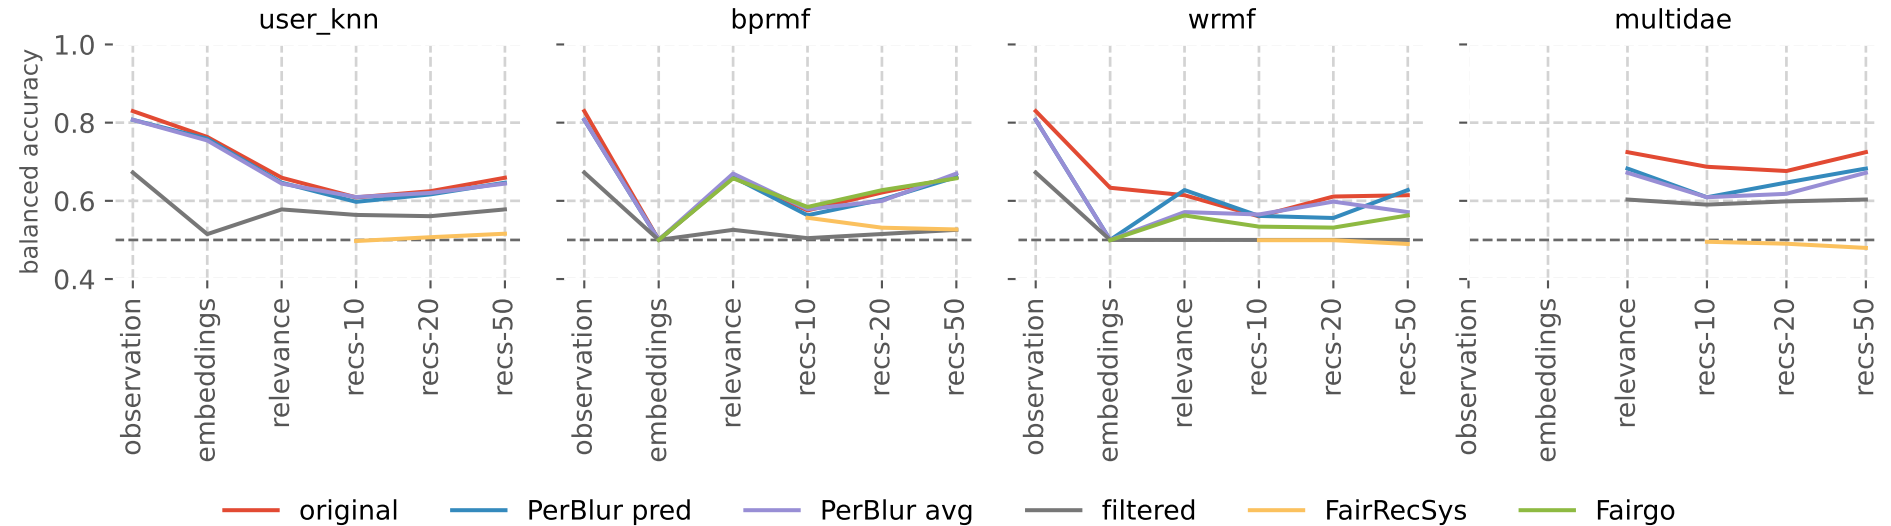 user_knn
bprmf
wrmf
multidae
balanced accuracy
1.0
0.8
0.6
0.4
observation
embeddings
relevance
recs-10
recs-20
recs-50
observation
embeddings
relevance
recs-10
recs-20
recs-50
observation
embeddings
relevance
recs-10
recs-20
recs-50
observation
embeddings
relevance
recs-10
recs-20
recs-50
original PerBlur pred PerBlur avg filtered FairRecSys Fairgo